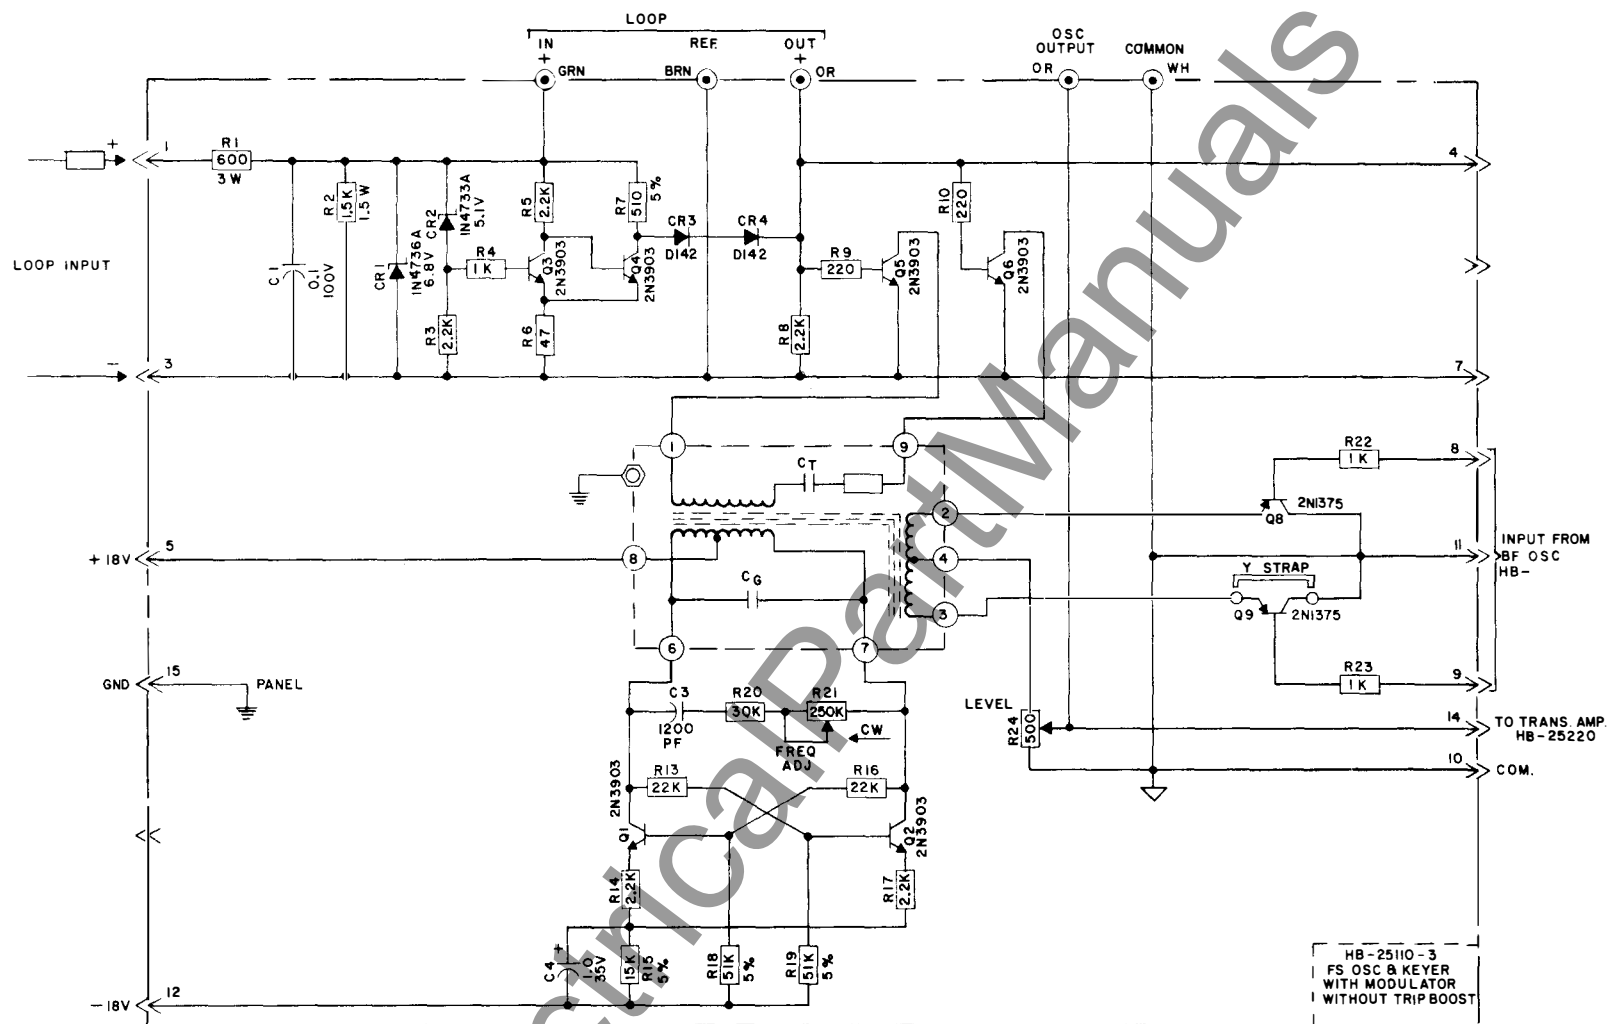 LOOP
IN
+
GRN
REF.
BRN
OUT
+
OR
OSC
OUTPUT
OR
COMMON
WH
+
1
R1
600
3W
R2
1.5K
1.5W
C1
0.1
100V
CR1
1N4736A
6.8V
CR2
1N4733A
5.1V
R3
2.2K
R4
1K
R5
2.2K
Q3
2N3903
R6
47
R7
510
5%
Q4
2N3903
CR3
D142
CR4
D142
R8
2.2K
R9
220
Q5
2N3903
R10
220
Q6
2N3903
4
LOOP INPUT
−
3
7
1
9
CT
2
8
4
CG
3
6
7
+18V
5
GND
15
PANEL
R22
1K
8
2N1375
Q8
11
INPUT FROM
BF OSC
HB-
Y STRAP
Q9
2N1375
R23
1K
9
LEVEL
R24
500
14
TO TRANS. AMP.
HB-25220
10
COM.
C3
1200
PF
R20
30K
R21
250K
CW
FREQ
ADJ
R13
22K
R16
22K
2N3903
Q1
Q2
2N3903
R14
2.2K
R17
2.2K
C4
+
1.0
35V
R15
15K
5%
R18
51K
5%
R19
51K
5%
−18V
12
HB-25110-3
FS OSC & KEYER
WITH MODULATOR
WITHOUT TRIP BOOST
ctricalPartManuals